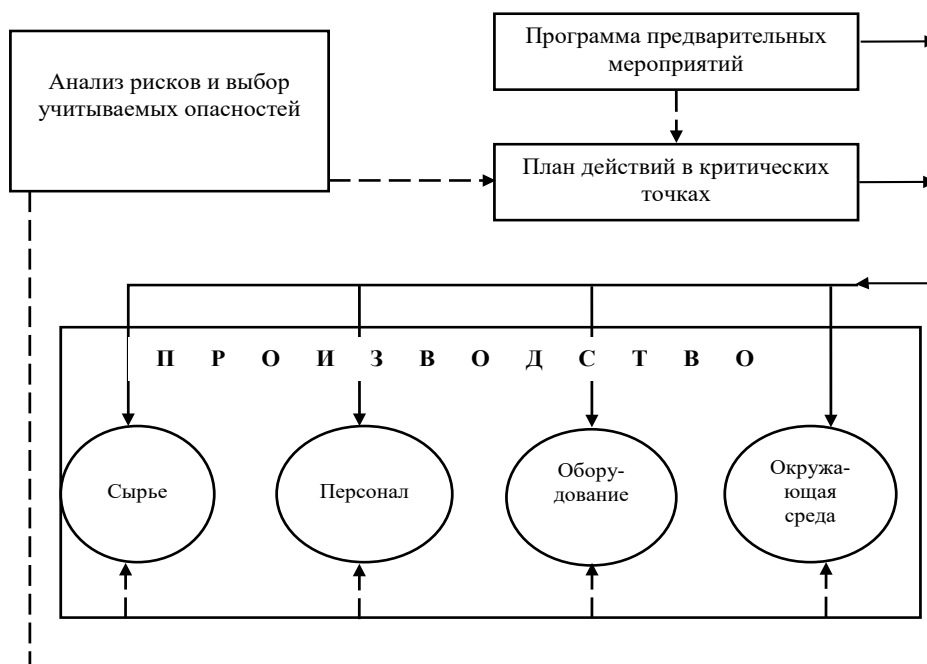 Анализ рисков и выбор
учитываемых опасностей
Программа предварительных
мероприятий
План действий в критических
точках
П Р О И З В О Д С Т В О
Сырье
Персонал
Обору-
дование
Окружа-
ющая
среда